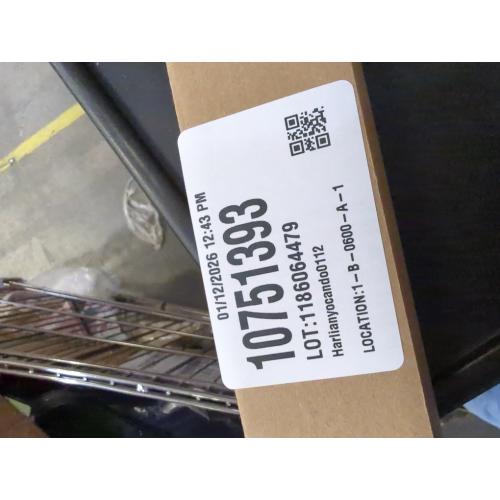 01/12/2026 12:43 PM
10751393
LOT:1186064479
Harlianyocando0112
LOCATION:1-B-0600-A-1